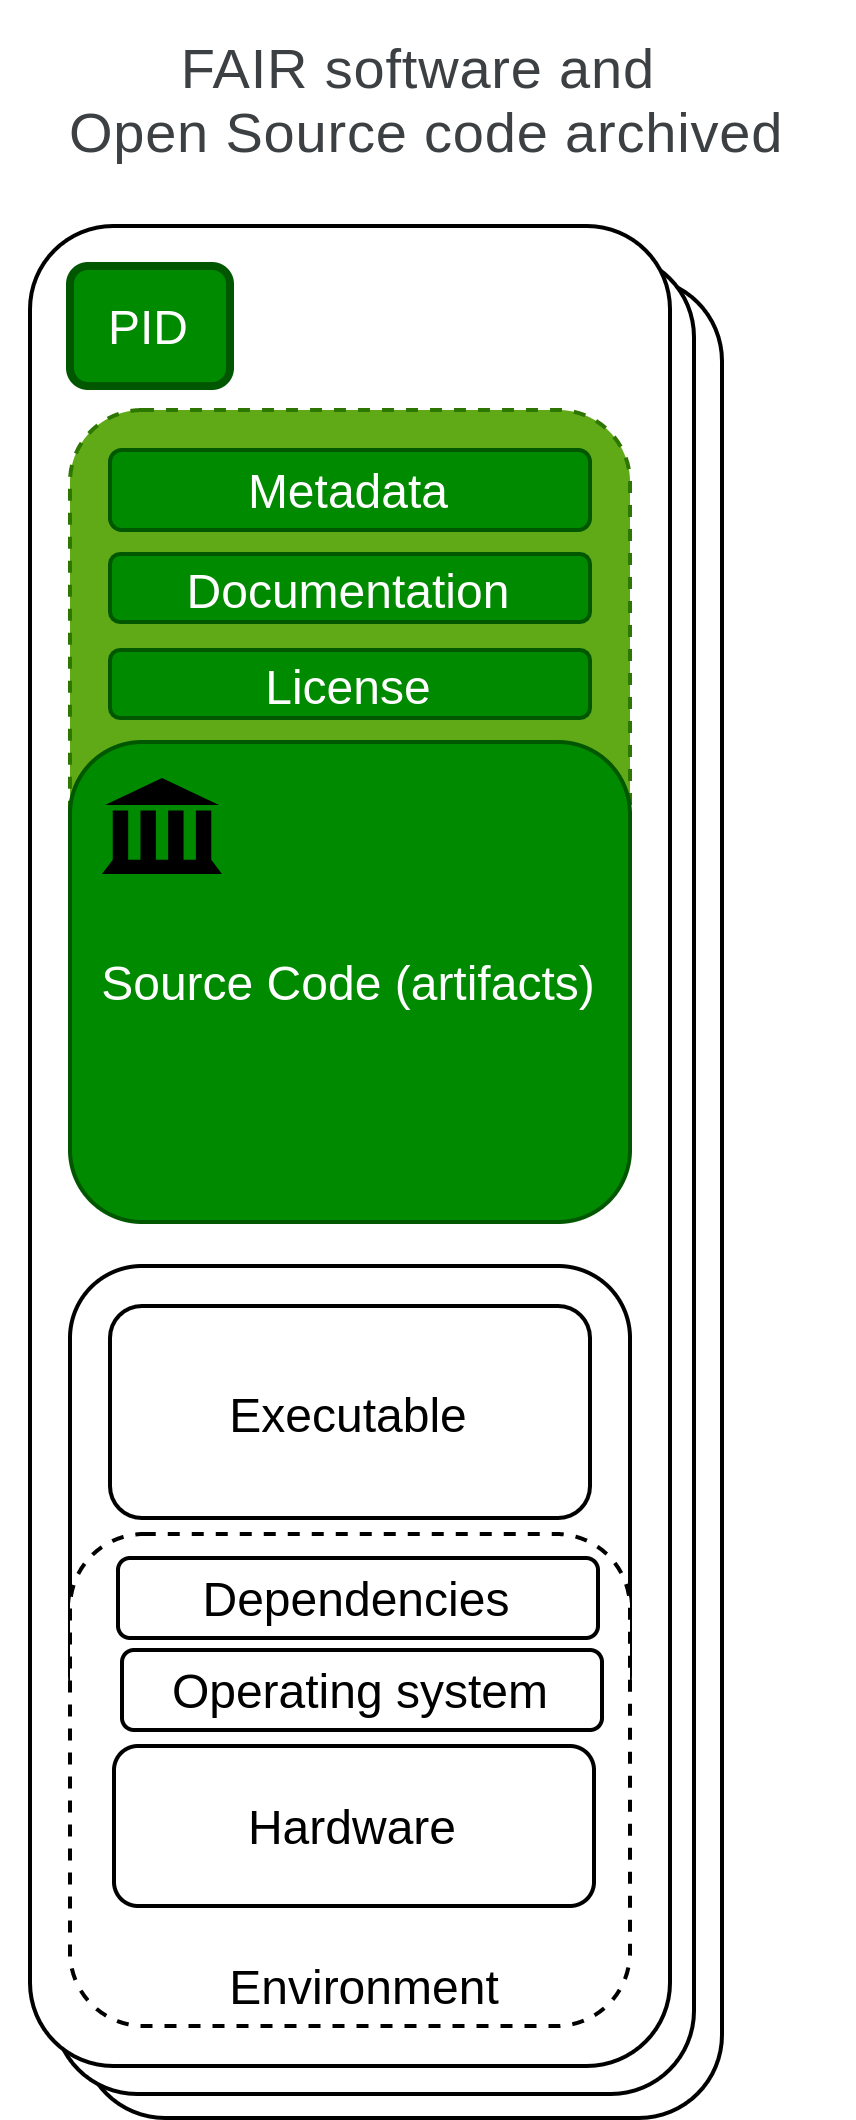 FAIR software and
Open Source code archived
PID
Metadata
Documentation
License
Source Code (artifacts)
Executable
Dependencies
Operating system
Hardware
Environment